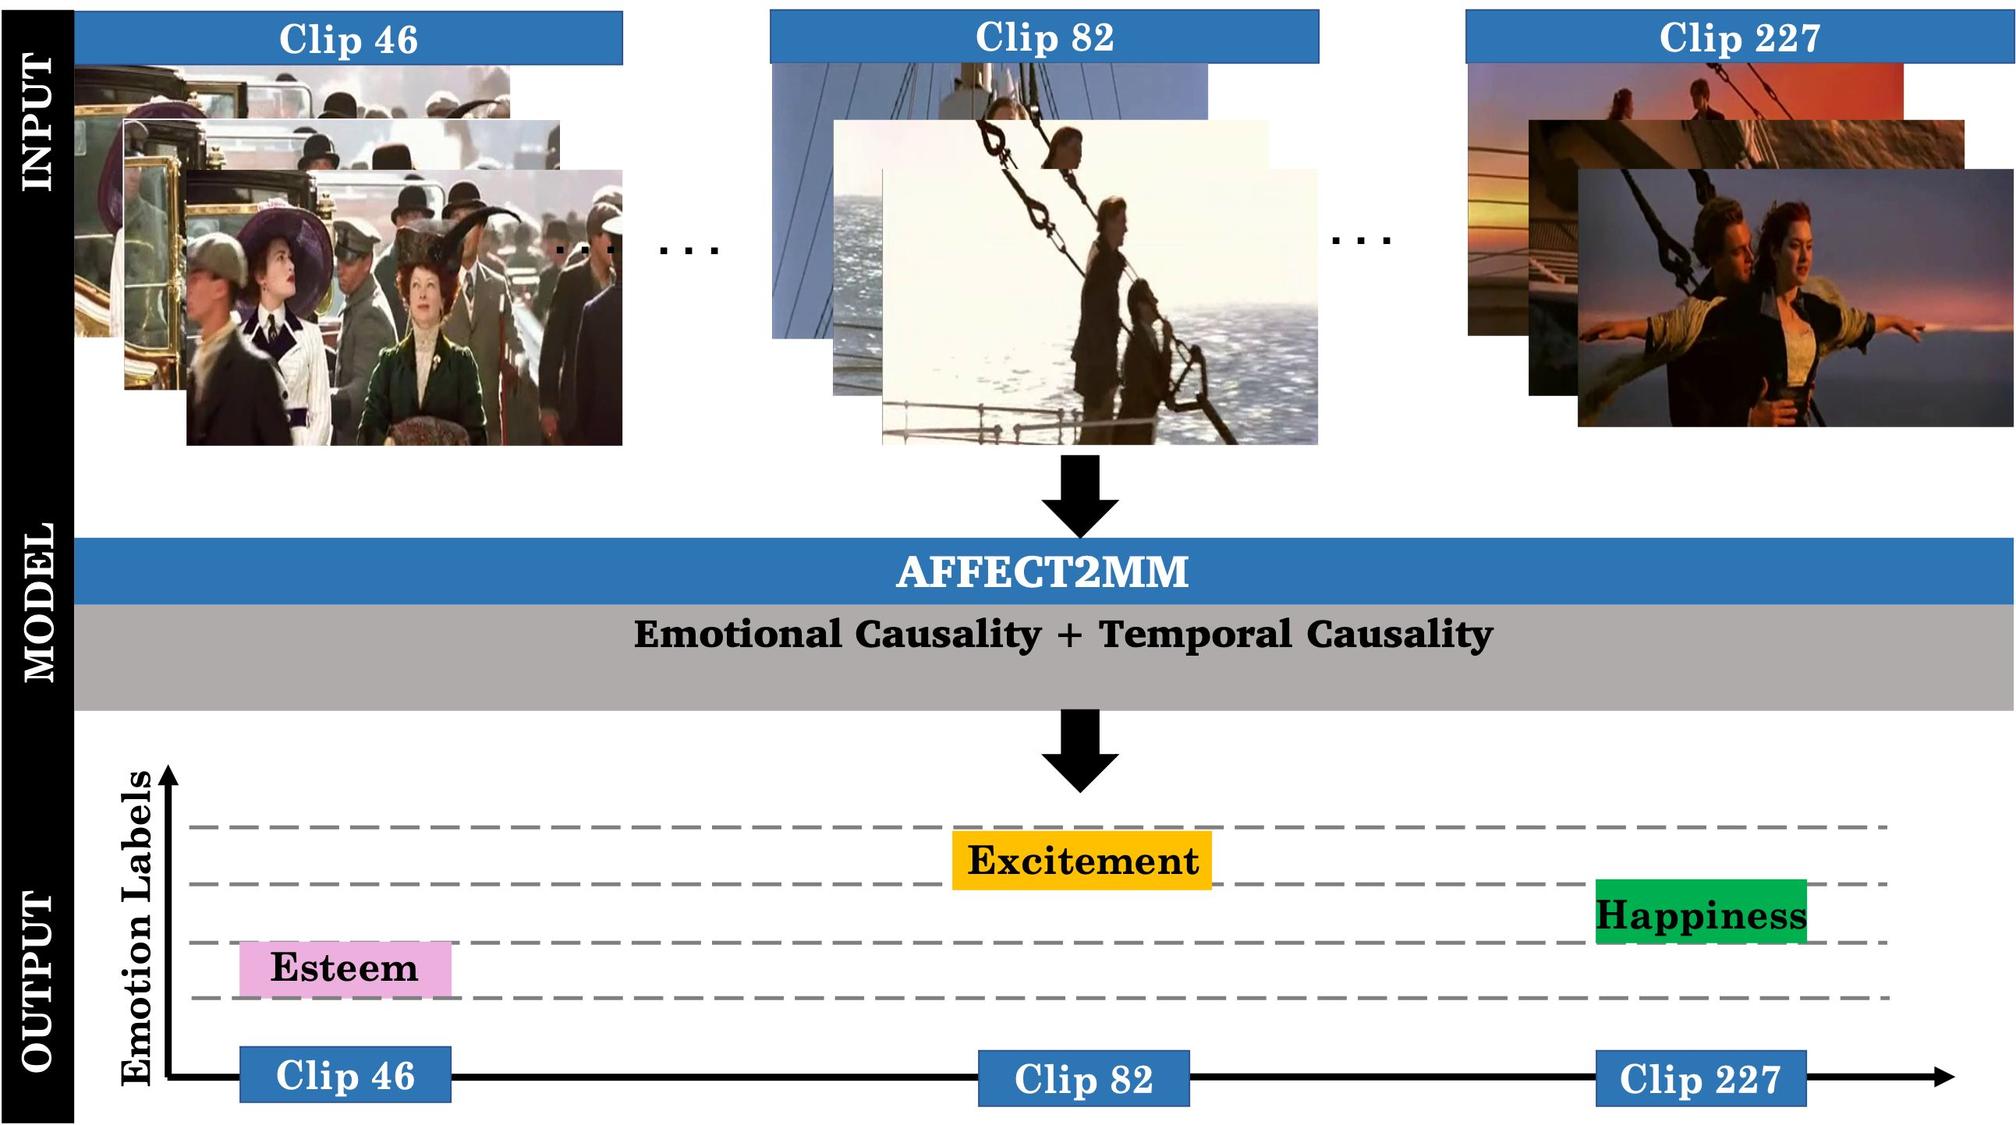 INPUT
Clip 46
Clip 82
Clip 227
... ...
...
MODEL
AFFECT2MM
Emotional Causality + Temporal Causality
OUTPUT
Emotion Labels
Excitement
Happiness
Esteem
Clip 46
Clip 82
Clip 227